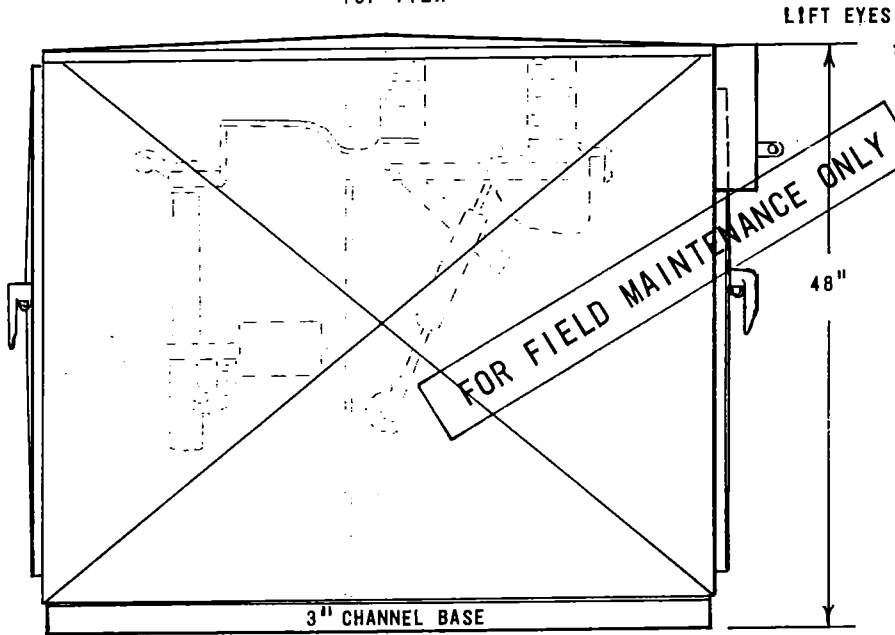 LIFT EYES
FOR FIELD MAINTENANCE ONLY
48"
3" CHANNEL BASE